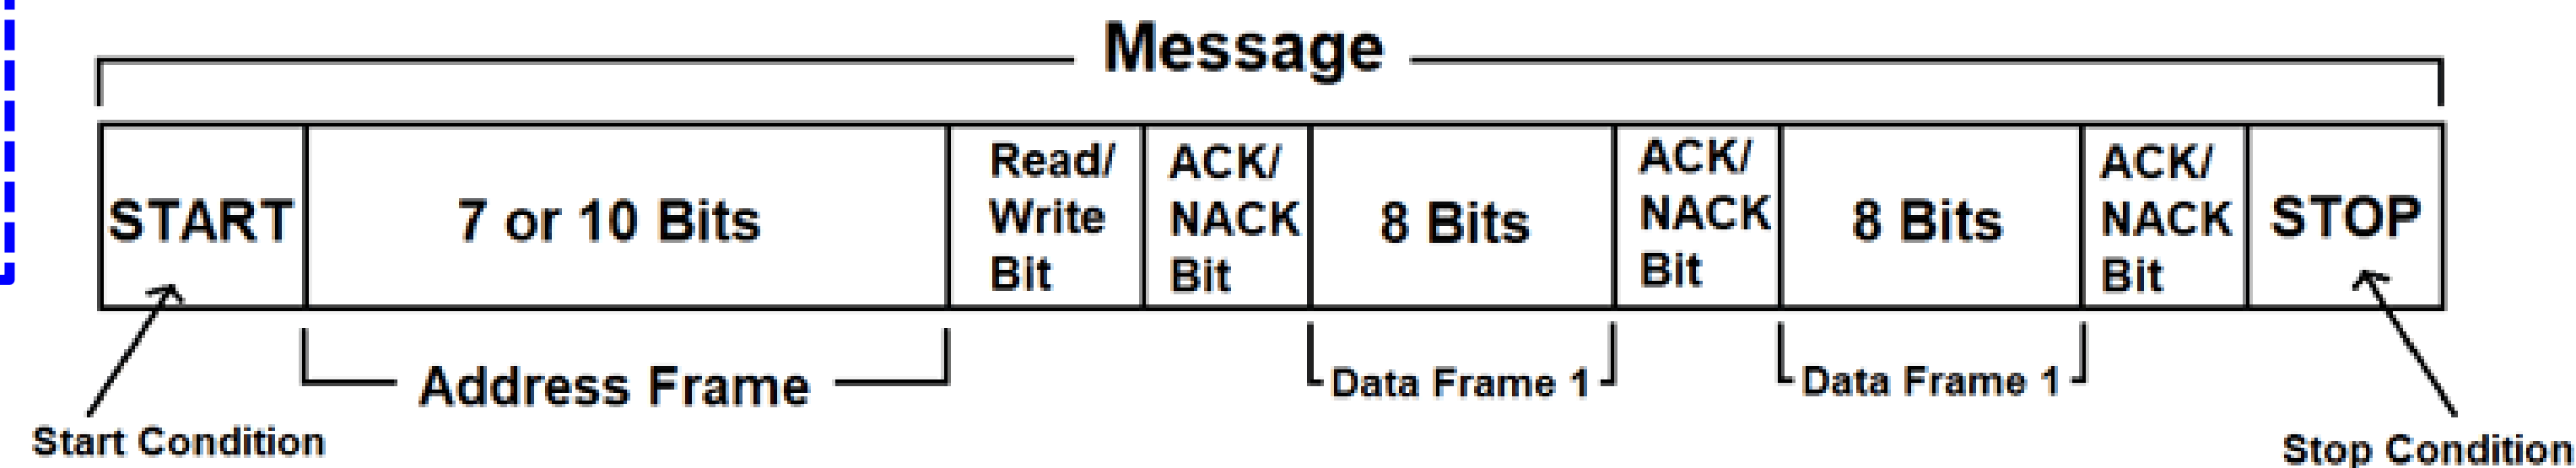 Message
START
7 or 10 Bits
Read/
Write
Bit
ACK/
NACK
Bit
8 Bits
ACK/
NACK
Bit
8 Bits
ACK/
NACK
Bit
STOP
Address Frame
Data Frame 1
Data Frame 1
Start Condition
Stop Condition